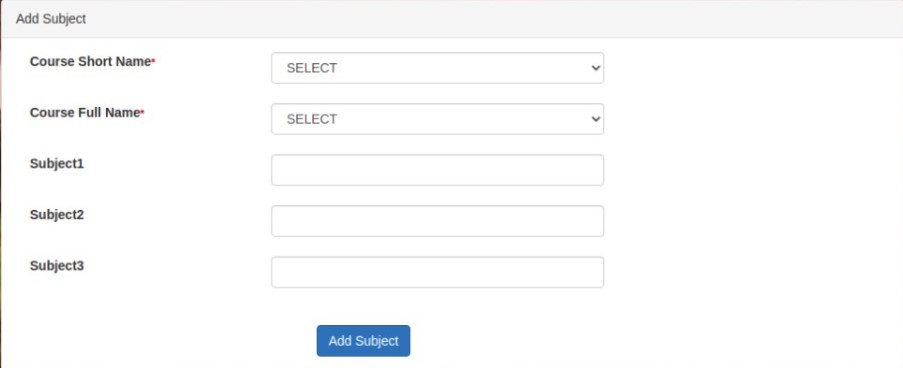 Add Subject
Course Short Name* SELECT
Course Full Name* SELECT
Subject1
Subject2
Subject3
Add Subject